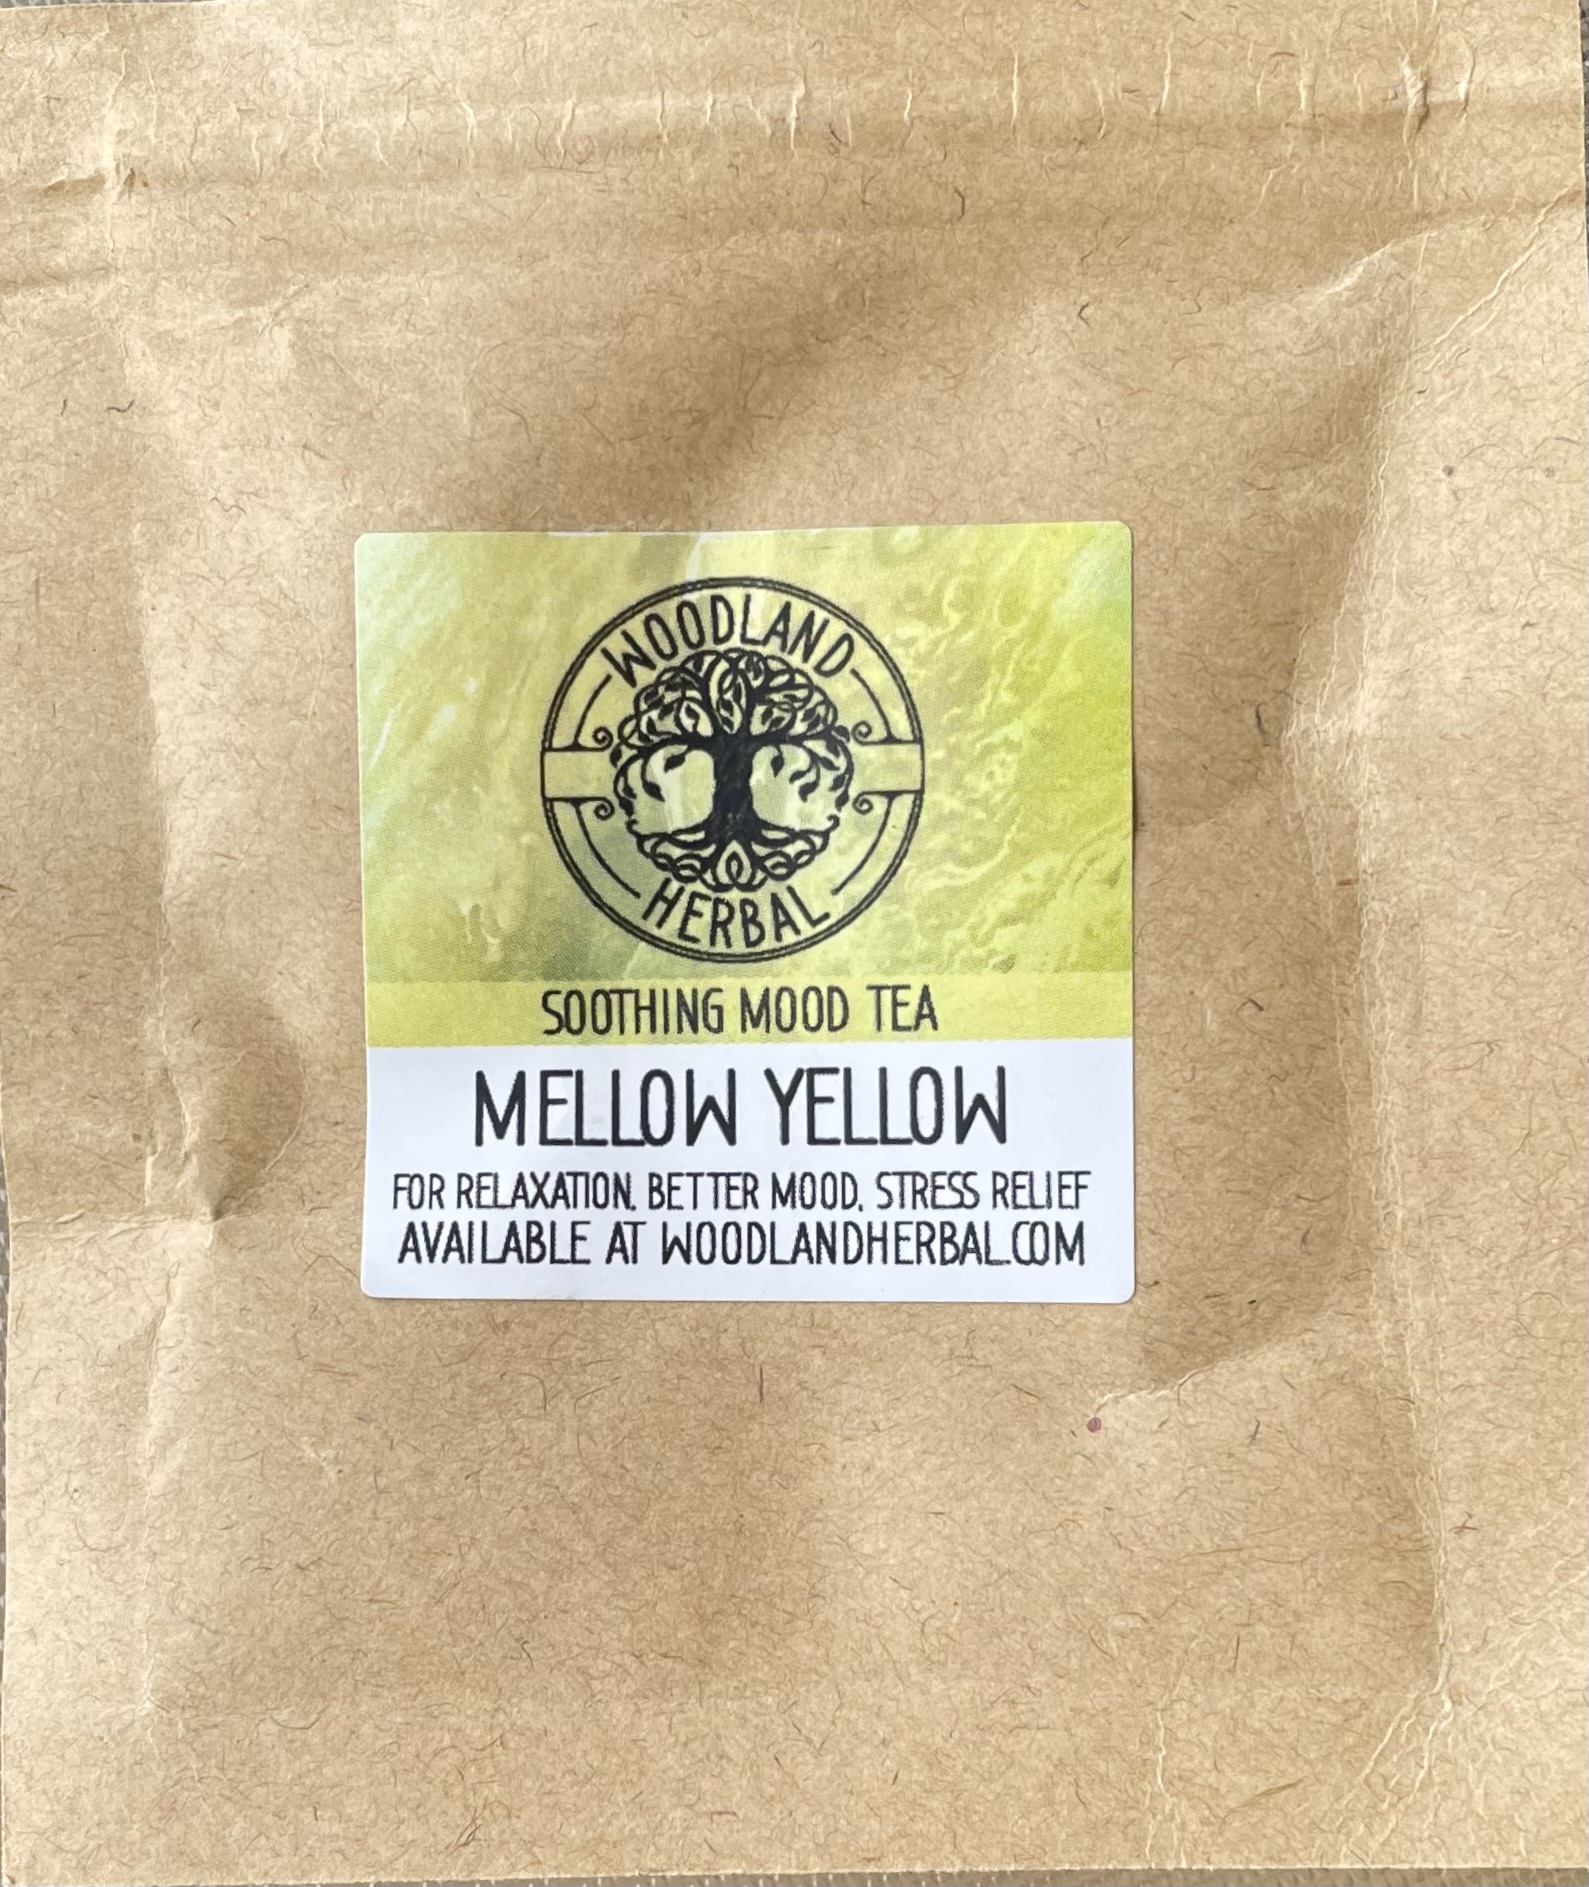 WOODLAND
HERBAL
SOOTHING MOOD TEA
MELLOW YELLOW
FOR RELAXATION, BETTER MOOD, STRESS RELIEF
AVAILABLE AT WOODLANDHERBAL.COM